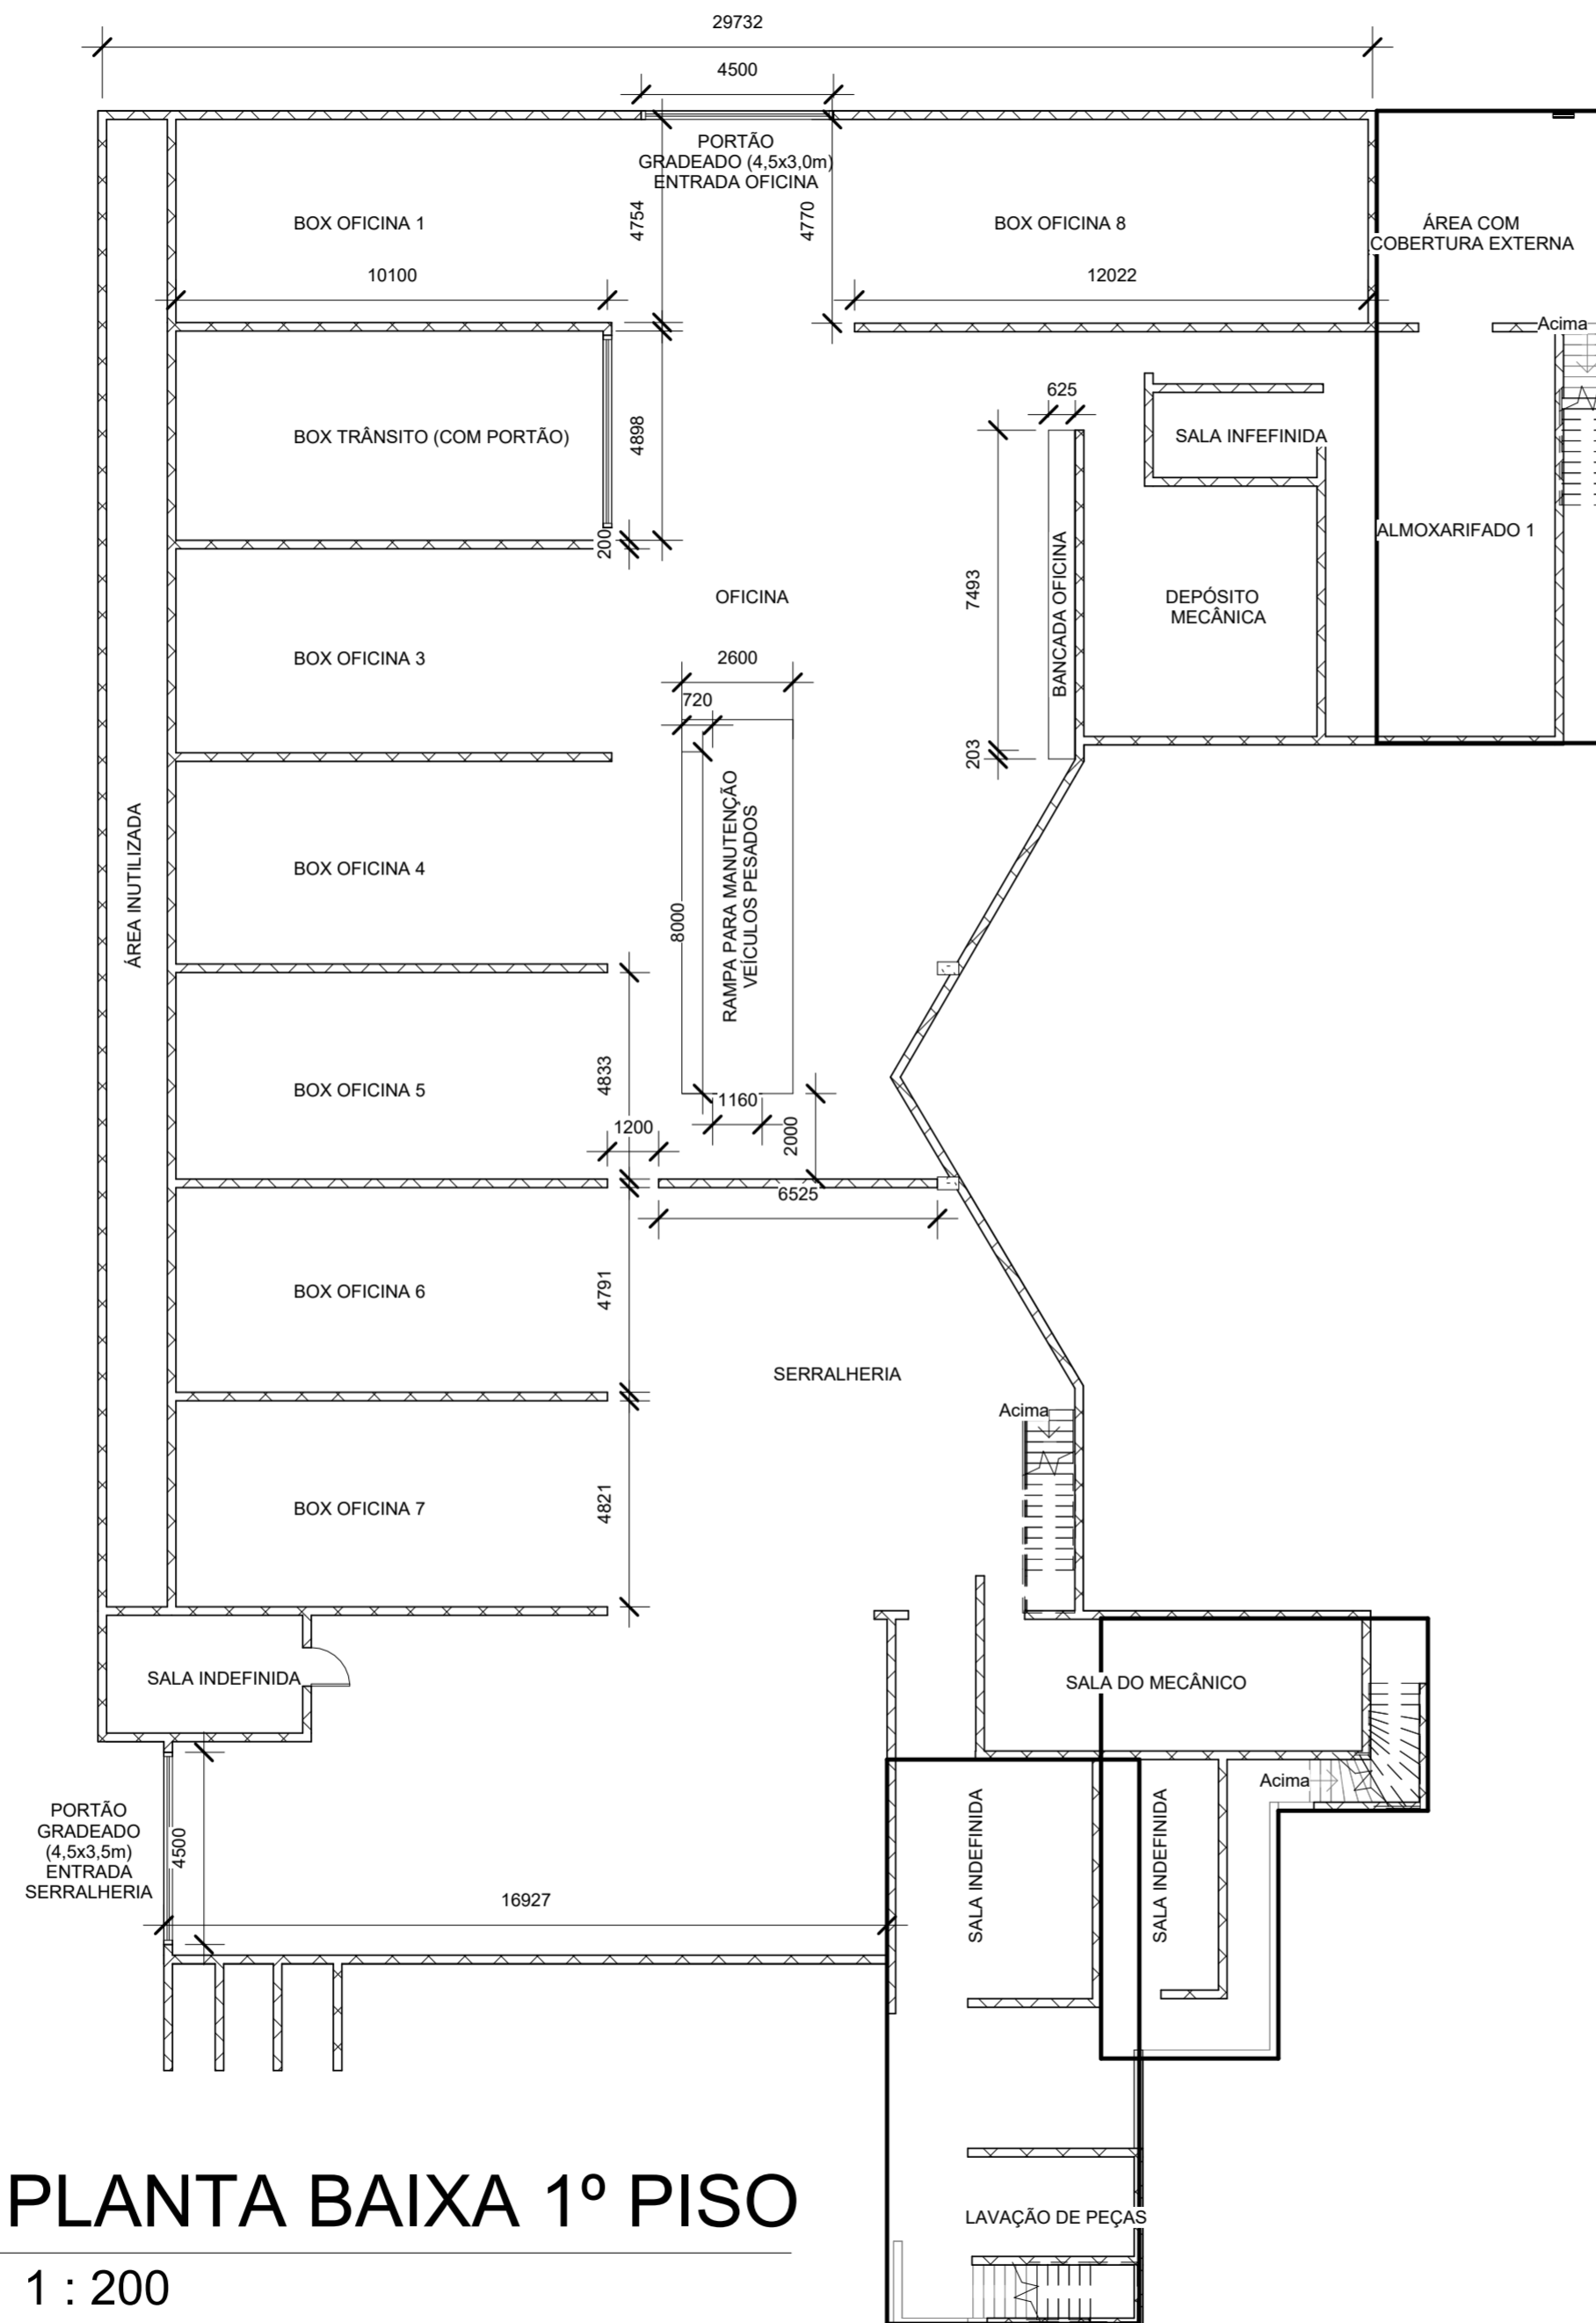 29732
4500
PORTÃO
GRADEADO (4,5x3,0m)
ENTRADA OFICINA
BOX OFICINA 1
4754
4770
BOX OFICINA 8
ÁREA COM
COBERTURA EXTERNA
10100
12022
Acima
625
BOX TRÂNSITO (COM PORTÃO)
4898
SALA INFEFINIDA
200
ALMOXARIFADO 1
OFICINA
7493
BANCADA OFICINA
DEPÓSITO
MECÂNICA
BOX OFICINA 3
2600
720
203
ÁREA INUTILIZADA
BOX OFICINA 4
8000
RAMPA PARA MANUTENÇÃO
VEÍCULOS PESADOS
BOX OFICINA 5
4833
1160
1200
2000
6525
BOX OFICINA 6
4791
SERRALHERIA
Acima
BOX OFICINA 7
4821
SALA INDEFINIDA
SALA DO MECÂNICO
Acima
PORTÃO
GRADEADO
(4,5x3,5m)
ENTRADA
SERRALHERIA
4500
SALA INDEFINIDA
SALA INDEFINIDA
16927
PLANTA BAIXA 1º PISO
LAVAÇÃO DE PEÇAS
1 : 200